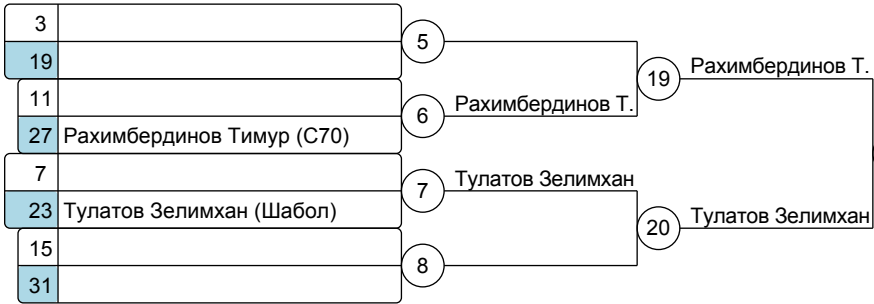 3
19
5
11
27 Рахимбердинов Тимур (С70)
6
Рахимбердинов Т.
19
Рахимбердинов Т.
7
23 Тулатов Зелимхан (Шабол)
7
Тулатов Зелимхан
20
Тулатов Зелимхан
15
31
8